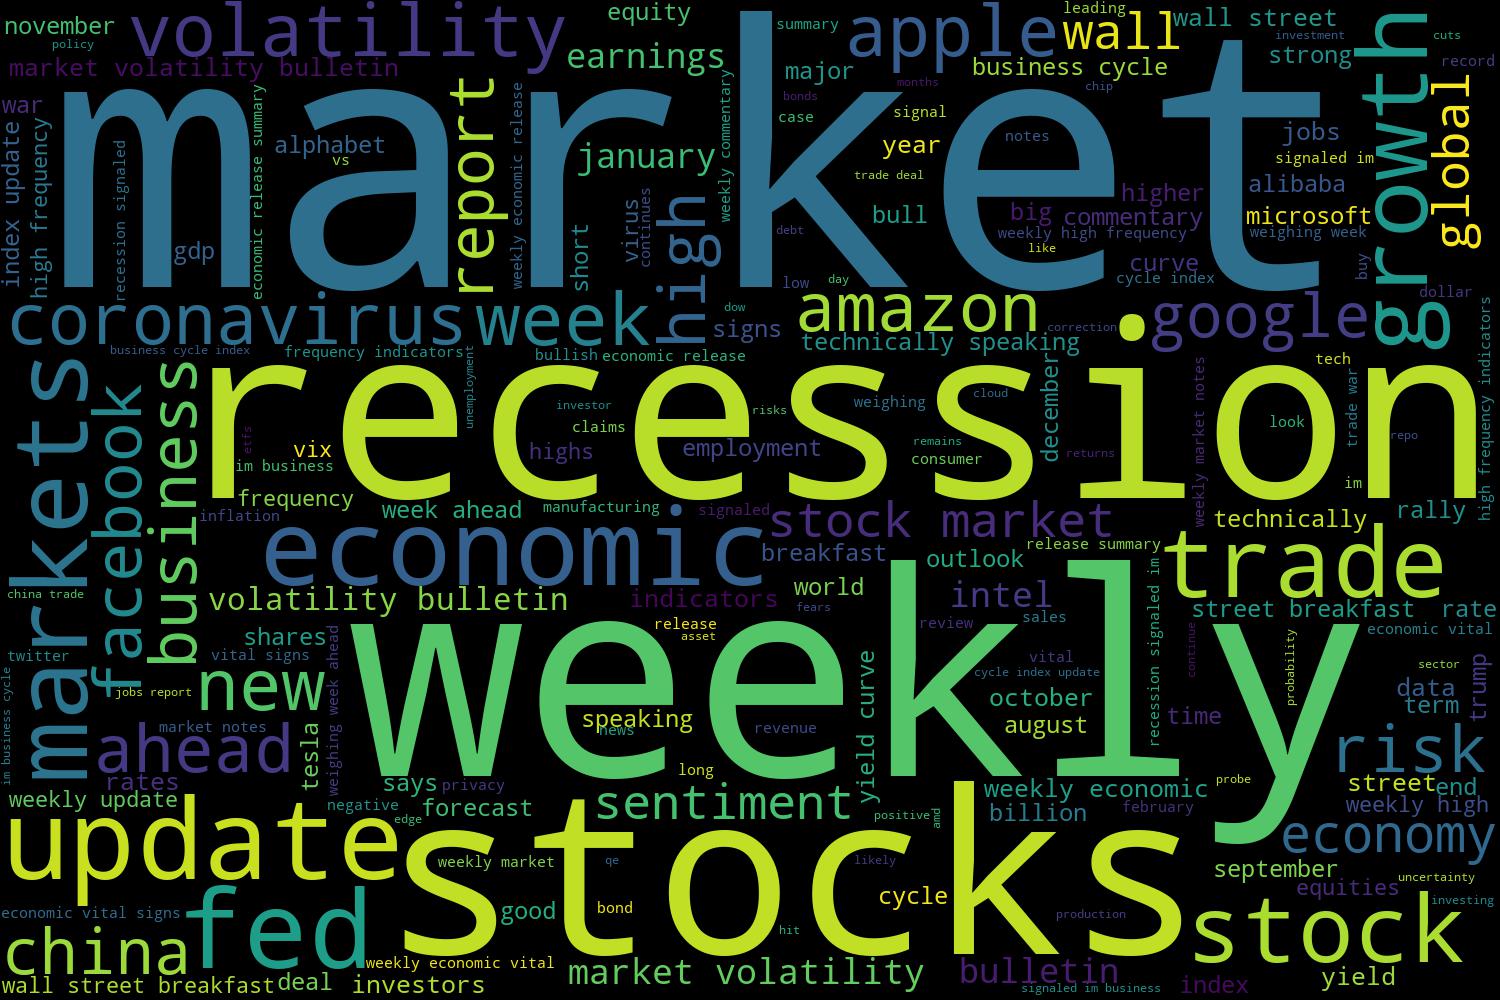 november
volatility
equity
summary
leading
wall street
growth
policy
earnings
apple
wall
investment
cuts
market volatility bulletin
major
business cycle
strong
record
market
war
report
months
chip
global
bonds
index update
high frequency
recession signaled
alphabet
vs
economic release summary
weekly economic release
january
weekly commentary
case
signal
year
notes
jobs
signaled im
trade deal
alibaba
gdp
short
virus
continues
high
debt
bull
big
higher
commentary
weekly high frequency
like
microsoft
weighing week
curve
cycle index
buy
low
day
dollar
coronavirus
week
dow
signs
amazon
correction
google
technically speaking
high frequency indicators
business cycle index
frequency indicators
bullish
economic release
december
tech
markets
facebook
business
recession
unemployment
investor
claims
risks
weighing
cloud
weekly market notes
trade war
look
repo
etfs
vix
highs
employment
remains
consumer
returns
im business
frequency
im
inflation
week ahead
manufacturing
signaled
stock market
technically
rally
economic
breakfast
outlook
release summary
trade
china trade
volatility bulletin
indicators
world
fears
intel
recession signaled im
street breakfast
rate
weekly
shares
release
asset
review
sales
continue
probability
economic vital
twitter
vital signs
weighing week ahead
yield curve
vital
cycle index update
sector
trump
im business cycle
jobs report
new
october
data
term
market notes
speaking
news
revenue
august
time
ahead
tesla
risk
rates
says
privacy
long
weekly economic
probe
street
end
weekly update
negative
edge
forecast
sentiment
positive
amp
billion
february
weekly high
update
stocks
economy
weekly market
qe
likely
september
uncertainty
equities
investing
cycle
economic vital signs
fed
good
bond
production
stock
china
hit
weekly economic vital
wall street breakfast
deal
investors
market volatility
bulletin
signaled im business
index
yield